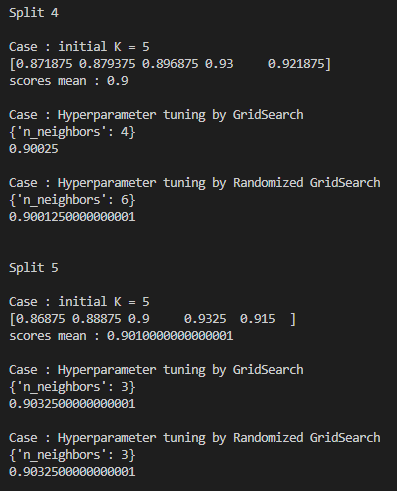 Split 4
Case : initial K = 5
[0.871875 0.879375 0.896875 0.93     0.921875]
scores mean : 0.9
Case : Hyperparameter tuning by GridSearch
{'n_neighbors': 4}
0.90025
Case : Hyperparameter tuning by Randomized GridSearch
{'n_neighbors': 6}
0.9001250000000001
Split 5
Case : initial K = 5
[0.86875 0.88875 0.9     0.9325  0.915  ]
scores mean : 0.9010000000000001
Case : Hyperparameter tuning by GridSearch
{'n_neighbors': 3}
0.9032500000000001
Case : Hyperparameter tuning by Randomized GridSearch
{'n_neighbors': 3}
0.9032500000000001